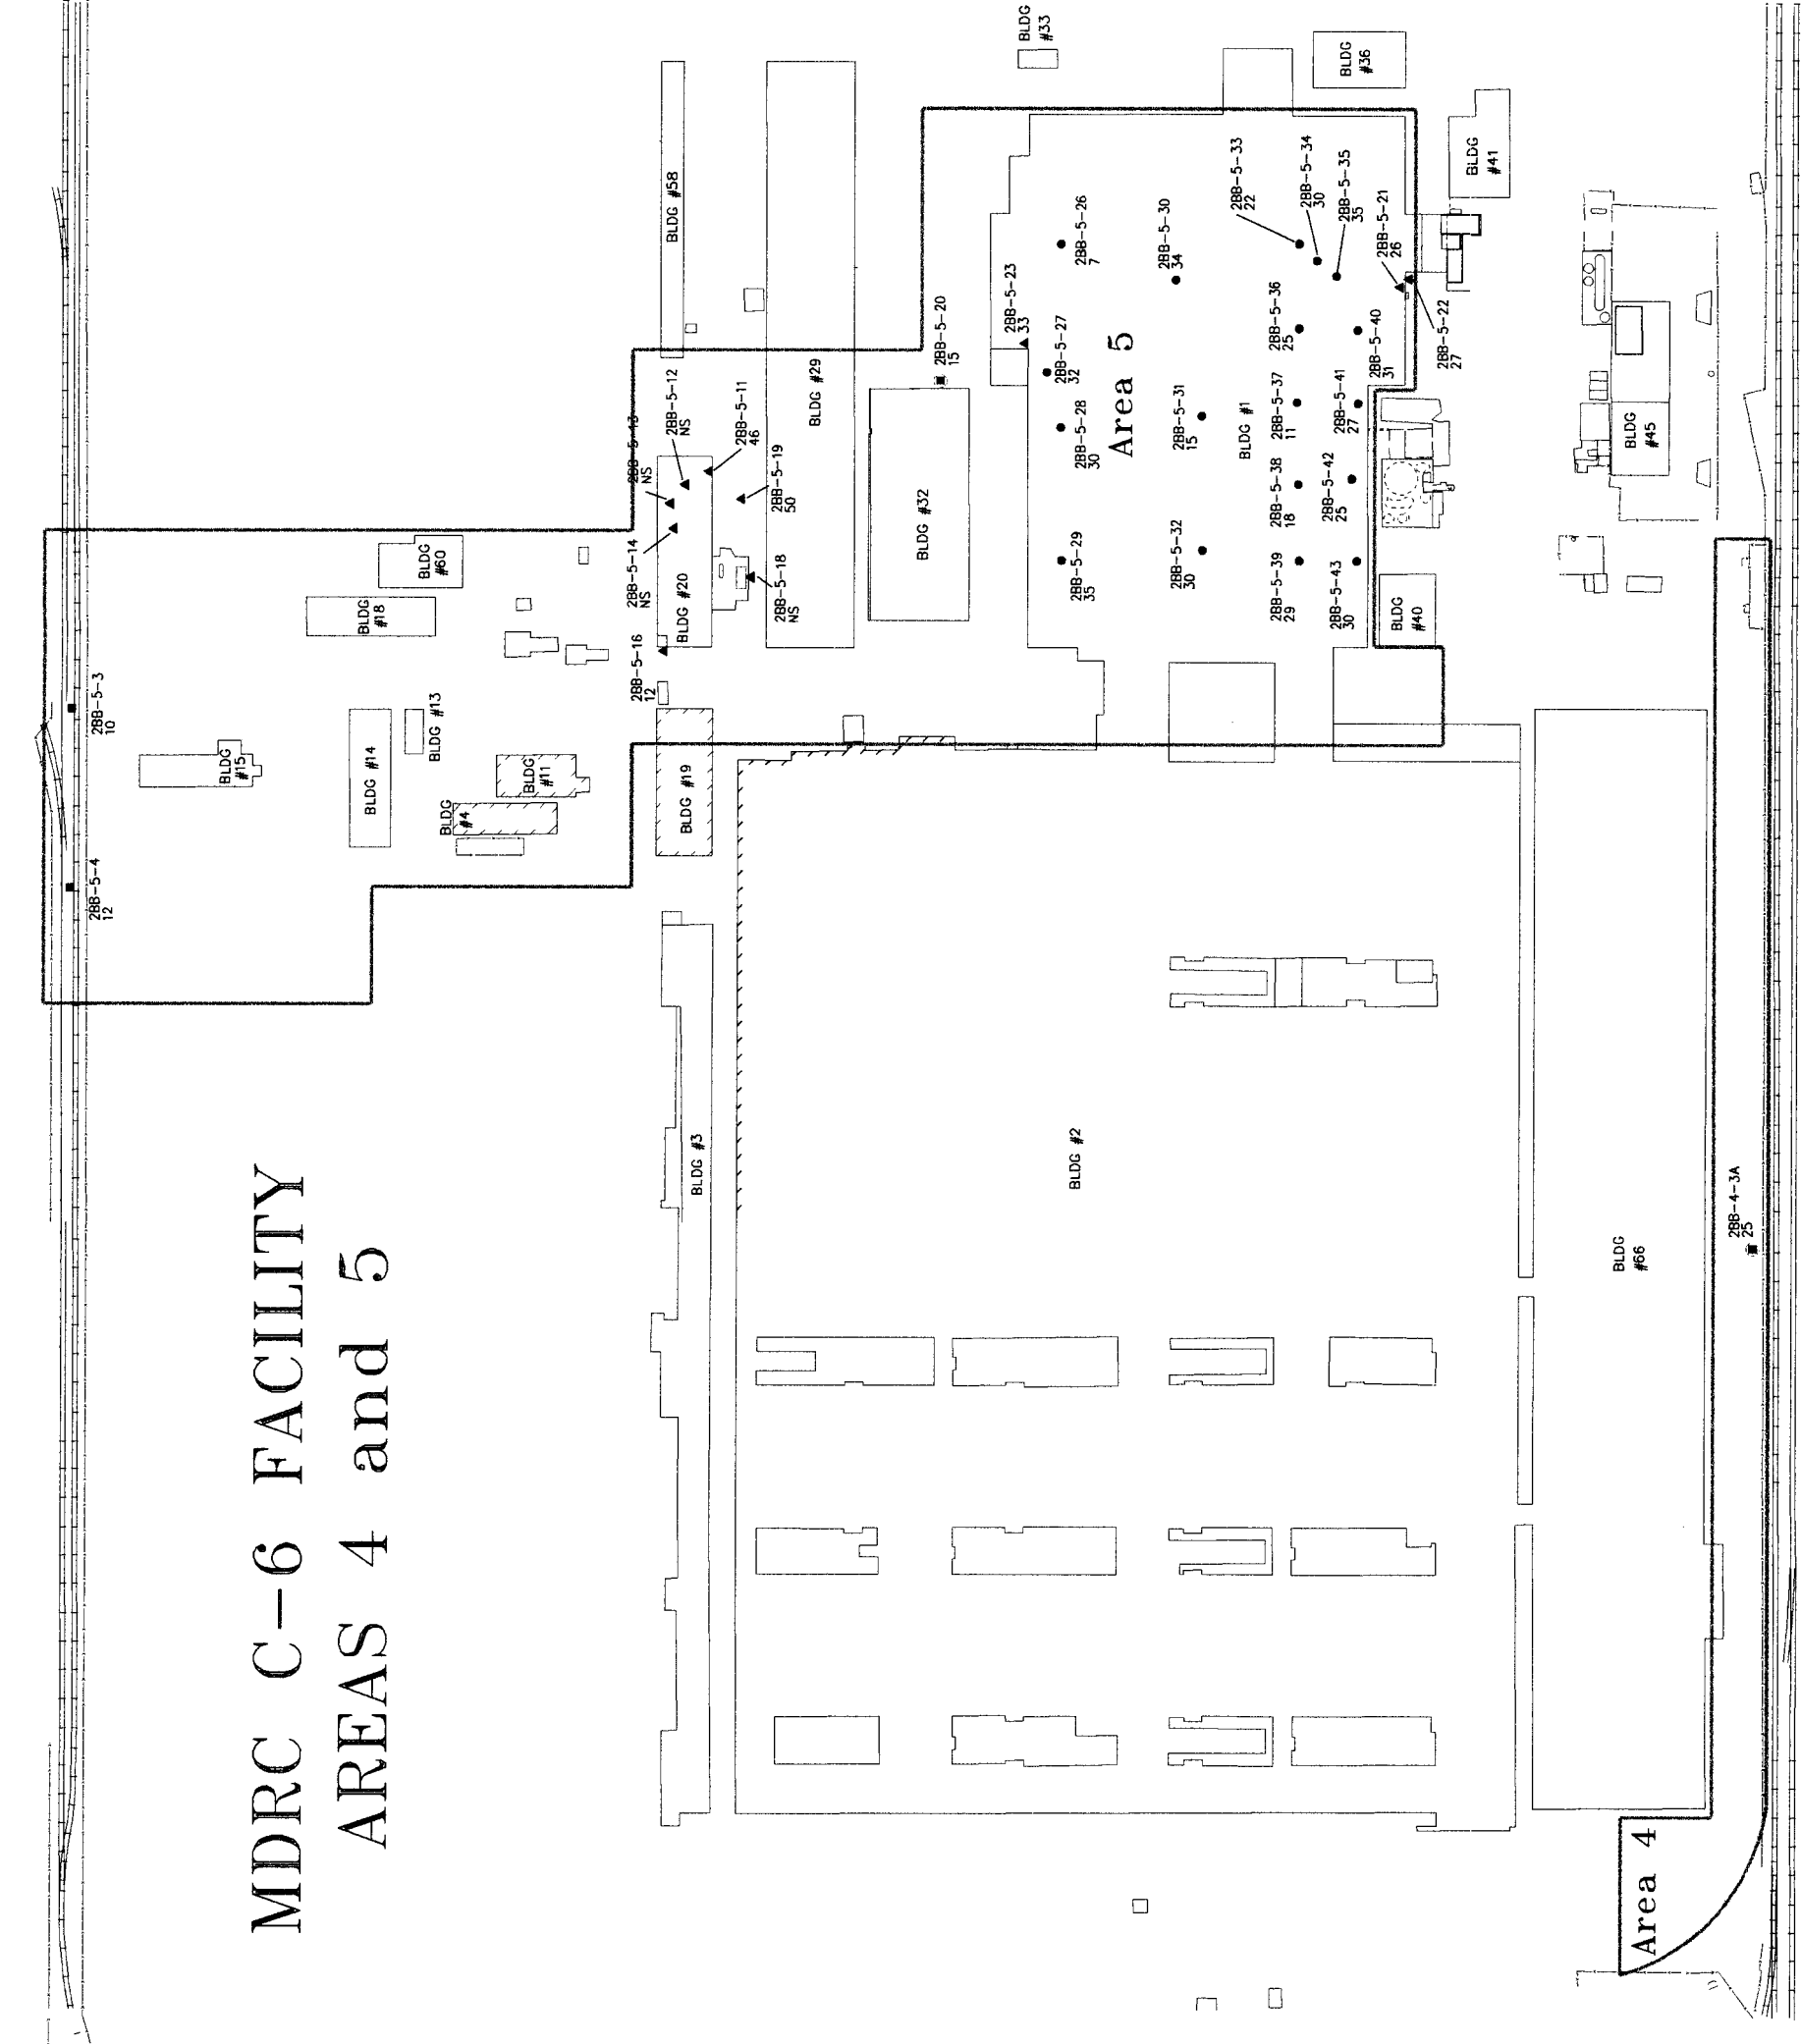 MDRC C-6 FACILITY
AREAS 4 and 5
2BB-5-4
12
2BB-5-3
10
BLDG
#15
BLDG #14
BLDG #13
BLDG
#4
BLDG
#11
BLDG
#18
BLDG
#60
BLDG #19
2BB-5-16
12
BLDG #20
2BB-5-14
NS
2BB-5-13
NS
2BB-5-12
NS
2BB-5-11
46
2BB-5-19
50
2BB-5-18
NS
BLDG #58
BLDG #29
BLDG #32
2BB-5-20
15
BLDG
#33
BLDG
#36
BLDG
#41
2BB-5-23
33
2BB-5-26
7
2BB-5-27
32
2BB-5-28
30
2BB-5-29
35
Area 5
2BB-5-30
34
2BB-5-31
15
2BB-5-32
30
BLDG #1
2BB-5-33
22
2BB-5-34
30
2BB-5-35
35
2BB-5-21
26
2BB-5-22
27
2BB-5-36
25
2BB-5-37
11
2BB-5-38
18
2BB-5-39
29
2BB-5-40
31
2BB-5-41
27
2BB-5-42
25
2BB-5-43
30
BLDG
#40
BLDG
#45
BLDG #3
BLDG #2
BLDG
#66
2BB-4-3A
25
Area 4